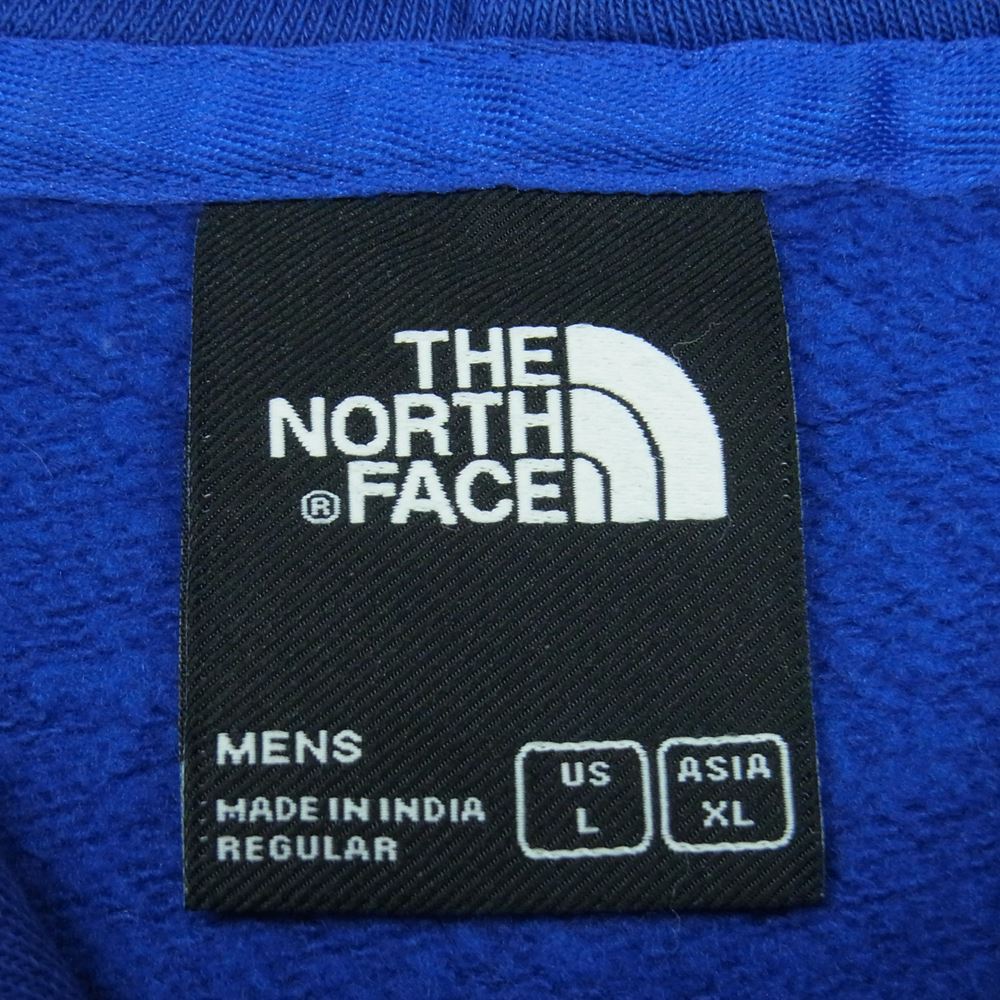 THE
NORTH
®FACE
MENS
MADE IN INDIA
REGULAR
US
L
ASIA
XL